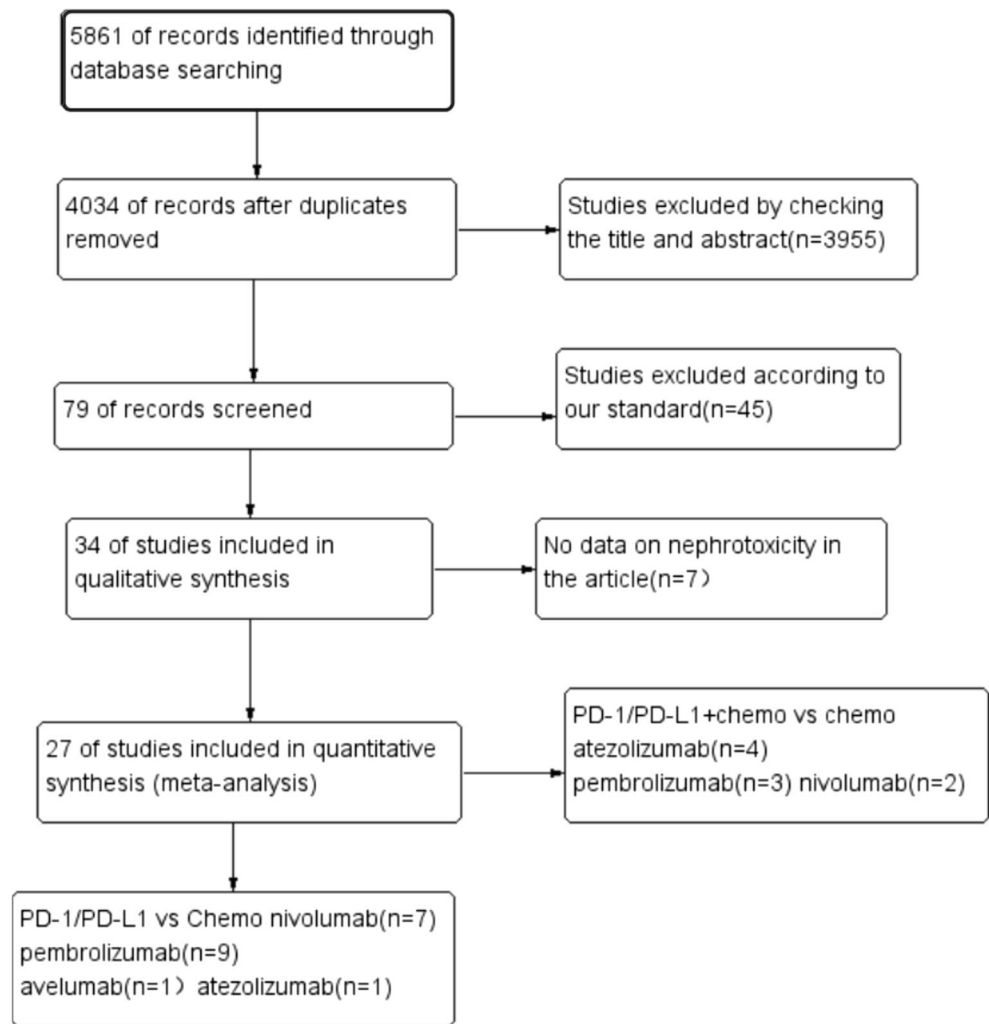 5861 of records identified through
database searching
4034 of records after duplicates
removed
Studies excluded by checking
the title and abstract(n=3955)
79 of records screened
Studies excluded according to
our standard(n=45)
34 of studies included in
qualitative synthesis
No data on nephrotoxicity in
the article(n=7）
27 of studies included in quantitative
synthesis (meta-analysis)
PD-1/PD-L1+chemo vs chemo
atezolizumab(n=4)
pembrolizumab(n=3) nivolumab(n=2)
PD-1/PD-L1 vs Chemo nivolumab(n=7)
pembrolizumab(n=9)
avelumab(n=1）atezolizumab(n=1)